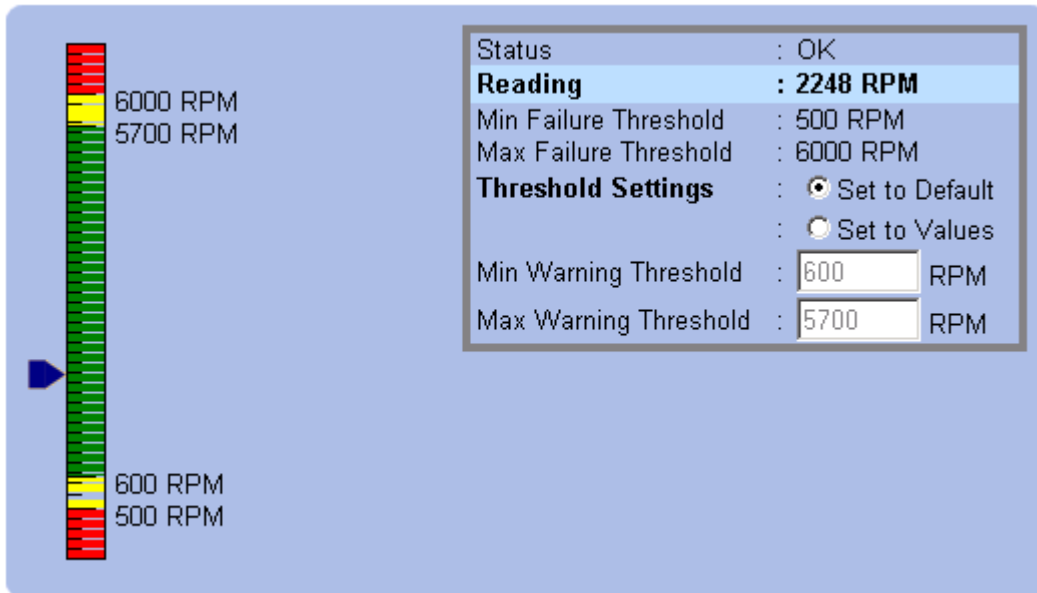 6000 RPM
5700 RPM
600 RPM
500 RPM
Status : OK
Reading : 2248 RPM
Min Failure Threshold : 500 RPM
Max Failure Threshold : 6000 RPM
Threshold Settings : Set to Default
: Set to Values
Min Warning Threshold : 600 RPM
Max Warning Threshold : 5700 RPM